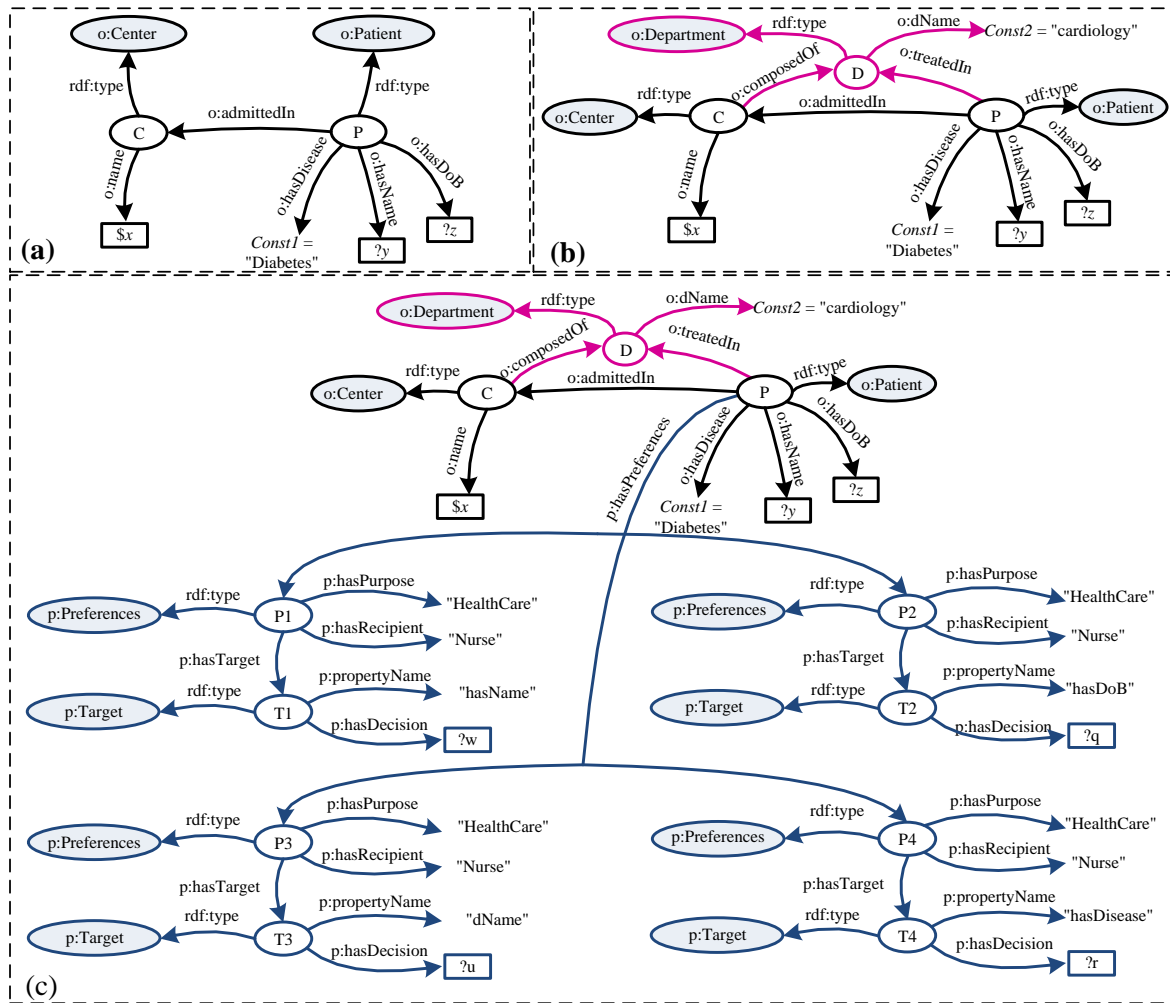 o:Center
o:Patient
rdf:type
rdf:type
o:admittedIn
C
P
o:name
o:hasDisease
o:hasName
o:hasDoB
$x
?z
Const1 =
"Diabetes"
?y
(a)
o:Department
rdf:type
o:dName
Const2 = "cardiology"
o:composedOf
D
o:treatedIn
o:Center
rdf:type
C
o:admittedIn
P
rdf:type
o:Patient
o:name
o:hasDisease
o:hasName
o:hasDoB
$x
?z
Const1 =
"Diabetes"
?y
(b)
o:Department
rdf:type
o:dName
Const2 = "cardiology"
o:composedOf
D
o:treatedIn
o:Center
rdf:type
C
o:admittedIn
P
rdf:type
o:Patient
o:name
p:hasPreferences
o:hasDisease
o:hasName
o:hasDoB
$x
?z
Const1 =
"Diabetes"
?y
p:Preferences
rdf:type
P1
p:hasPurpose
"HealthCare"
p:hasRecipient
"Nurse"
p:hasTarget
p:Target
rdf:type
T1
p:propertyName
"hasName"
p:hasDecision
?w
p:Preferences
rdf:type
P2
p:hasPurpose
"HealthCare"
p:hasRecipient
"Nurse"
p:hasTarget
p:Target
rdf:type
T2
p:propertyName
"hasDoB"
p:hasDecision
?q
p:Preferences
rdf:type
P3
p:hasPurpose
"HealthCare"
p:hasRecipient
"Nurse"
p:hasTarget
p:Target
rdf:type
T3
p:propertyName
"dName"
p:hasDecision
?u
p:Preferences
rdf:type
P4
p:hasPurpose
"HealthCare"
p:hasRecipient
"Nurse"
p:hasTarget
p:Target
rdf:type
T4
p:propertyName
"hasDisease"
p:hasDecision
?r
(c)